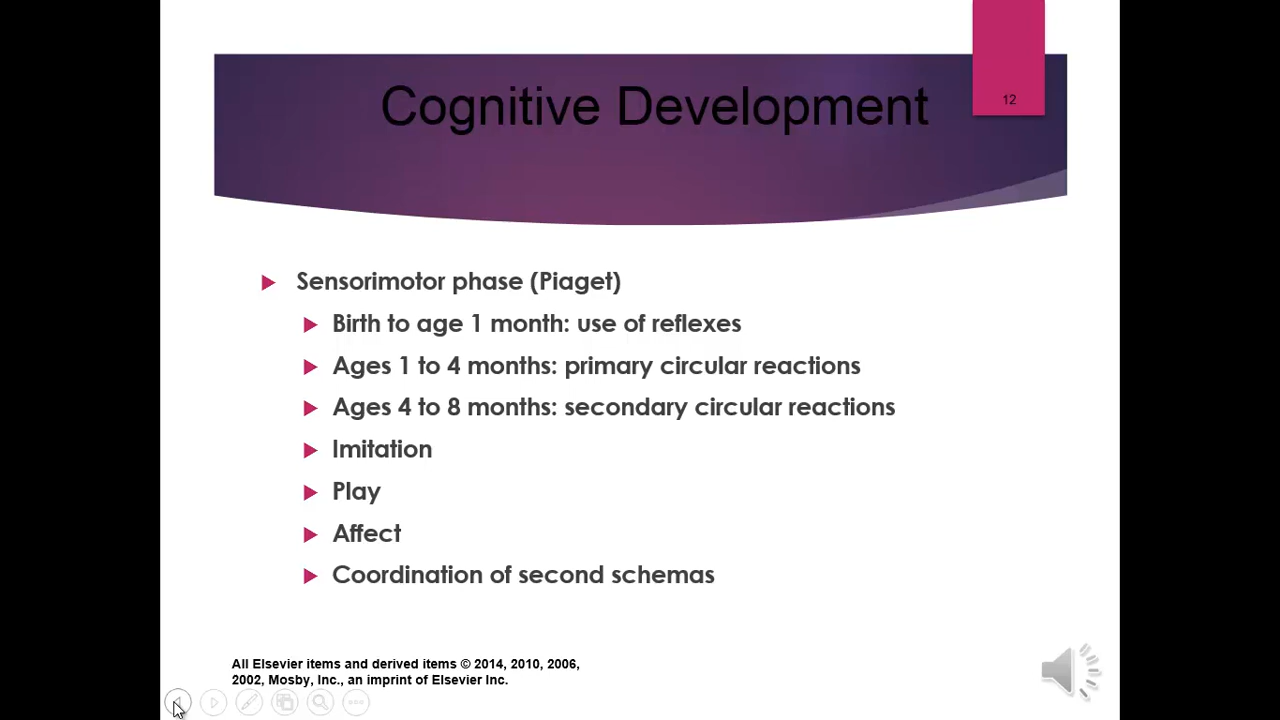 Cognitive Development
12
Sensorimotor phase (Piaget)
Birth to age 1 month: use of reflexes
Ages 1 to 4 months: primary circular reactions
Ages 4 to 8 months: secondary circular reactions
Imitation
Play
Affect
Coordination of second schemas
All Elsevier items and derived items © 2014, 2010, 2006,
2002, Mosby, Inc., an imprint of Elsevier Inc.